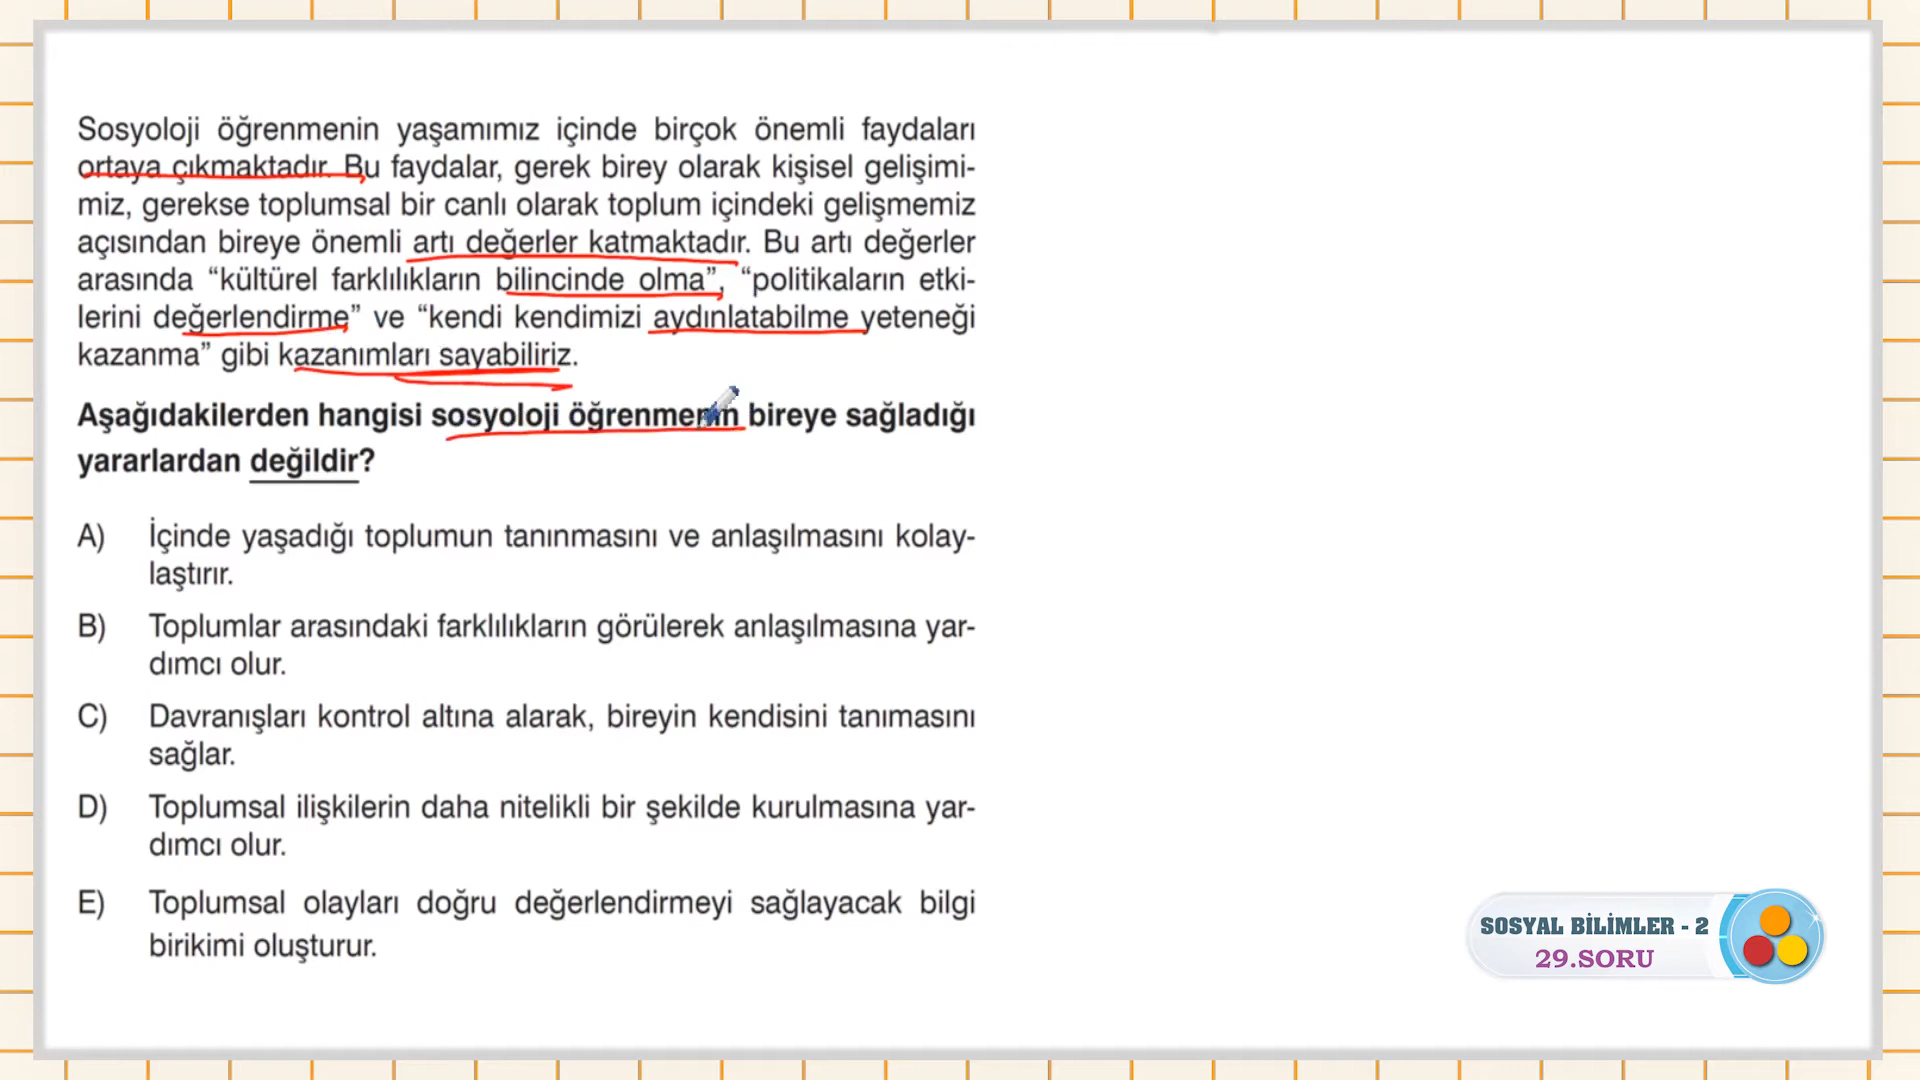 Sosyoloji öğrenmenin yaşamımız içinde birçok önemli faydaları
ortaya çıkmaktadır. Bu faydalar, gerek birey olarak kişisel gelişimi-
miz, gerekse toplumsal bir canlı olarak toplum içindeki gelişmemiz
açısından bireye önemli artı değerler katmaktadır. Bu artı değerler
arasında “kültürel farklılıkların bilincinde olma”, “politikaların etki-
lerini değerlendirme” ve “kendi kendimizi aydınlatabilme yeteneği
kazanma” gibi kazanımları sayabiliriz.
Aşağıdakilerden hangisi sosyoloji öğrenmenin bireye sağladığı
yararlardan değildir?
A) İçinde yaşadığı toplumun tanınmasını ve anlaşılmasını kolay-
laştırır.
B) Toplumlar arasındaki farklılıkların görülerek anlaşılmasına yar-
dımcı olur.
C) Davranışları kontrol altına alarak, bireyin kendisini tanımasını
sağlar.
D) Toplumsal ilişkilerin daha nitelikli bir şekilde kurulmasına yar-
dımcı olur.
E) Toplumsal olayları doğru değerlendirmeyi sağlayacak bilgi
birikimi oluşturur.
SOSYAL BİLİMLER - 2
29.SORU